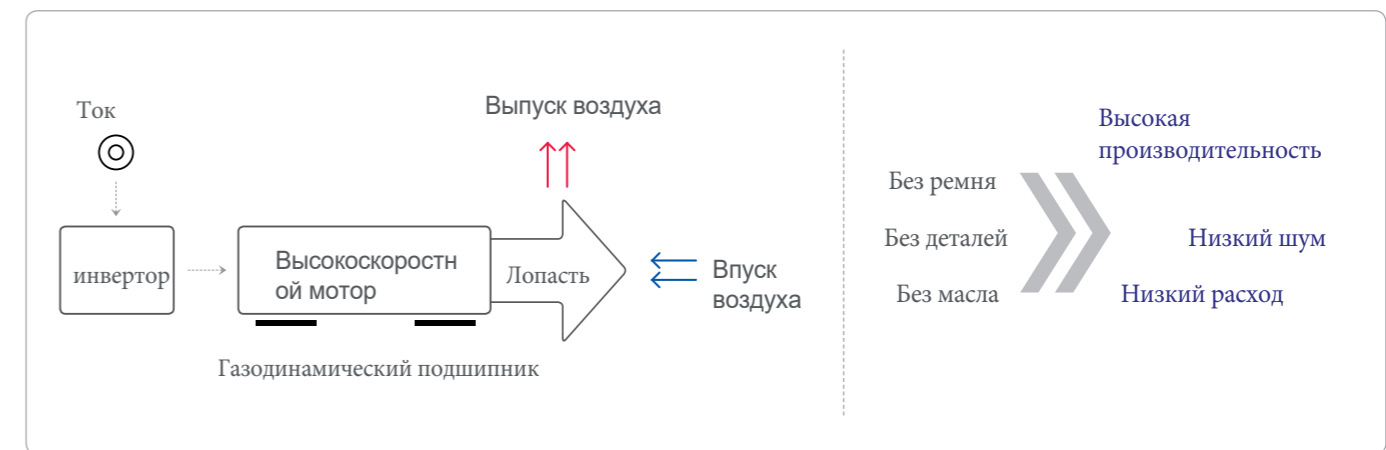 Ток
Выпуск воздуха
инвертор
Высокоскоростн
ой мотор
Лопасть
Впуск
воздуха
Газодинамический подшипник
Без ремня
Без деталей
Без масла
Высокая
производительность
Низкий шум
Низкий расход